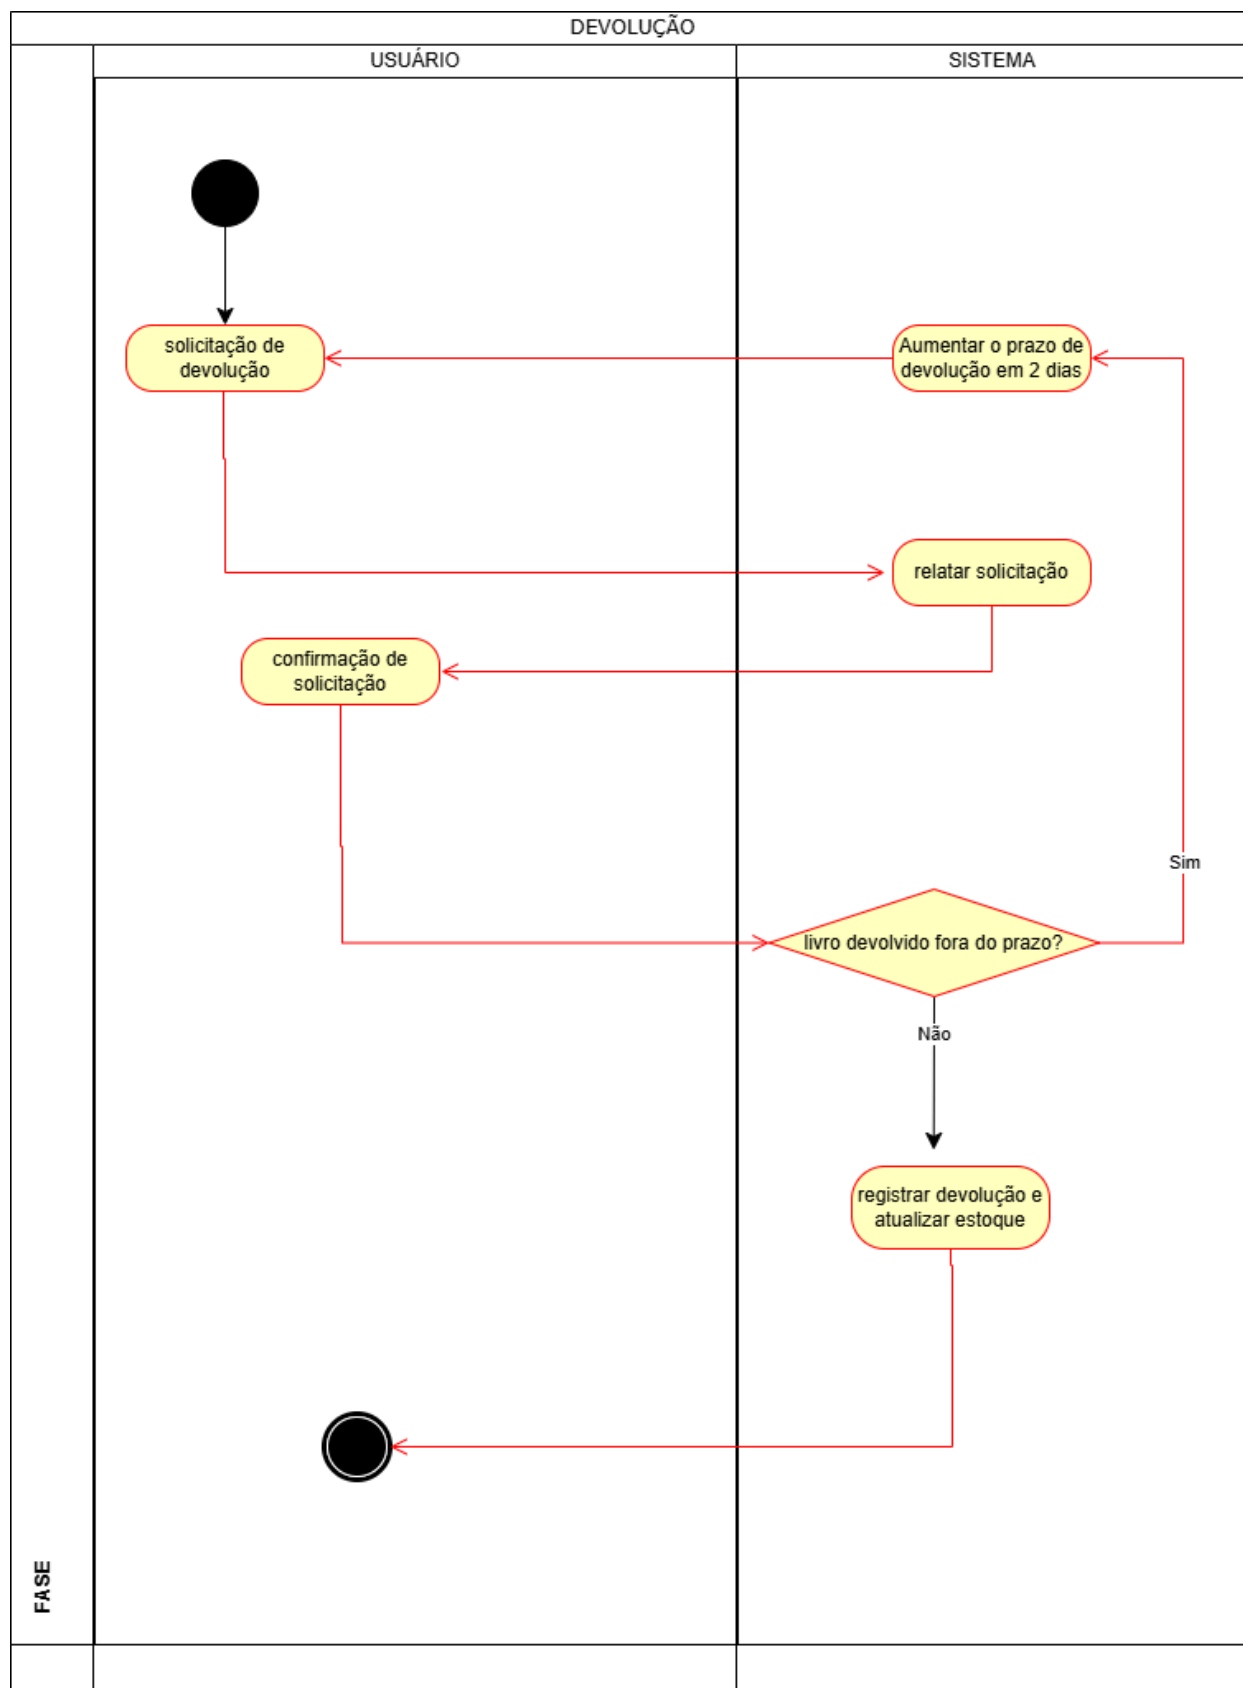 DEVOLUÇÃO
USUÁRIO
SISTEMA
solicitação de
devolução
Aumentar o prazo de
devolução em 2 dias
relatar solicitação
confirmação de
solicitação
Sim
livro devolvido fora do prazo?
Não
registrar devolução e
atualizar estoque
FASE